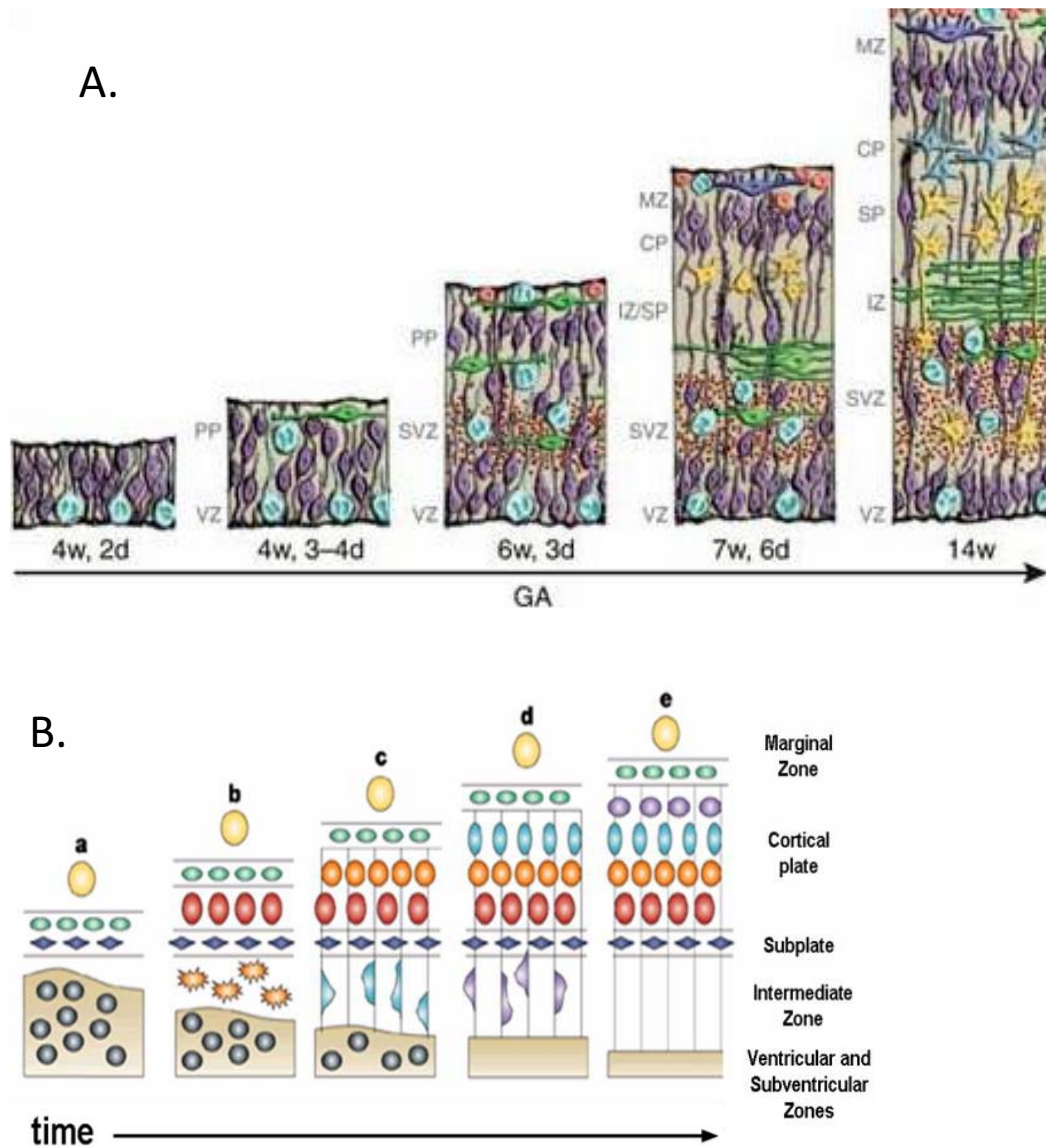 A.
MZ
CP
SP
IZ
SVZ
VZ
MZ
CP
IZ/SP
SVZ
VZ
PP
SVZ
VZ
PP
VZ
4w, 2d
4w, 3–4d
6w, 3d
7w, 6d
14w
GA
B.
a
b
c
d
e
Marginal
Zone
Cortical
plate
Subplate
Intermediate
Zone
Ventricular and
Subventricular
Zones
time